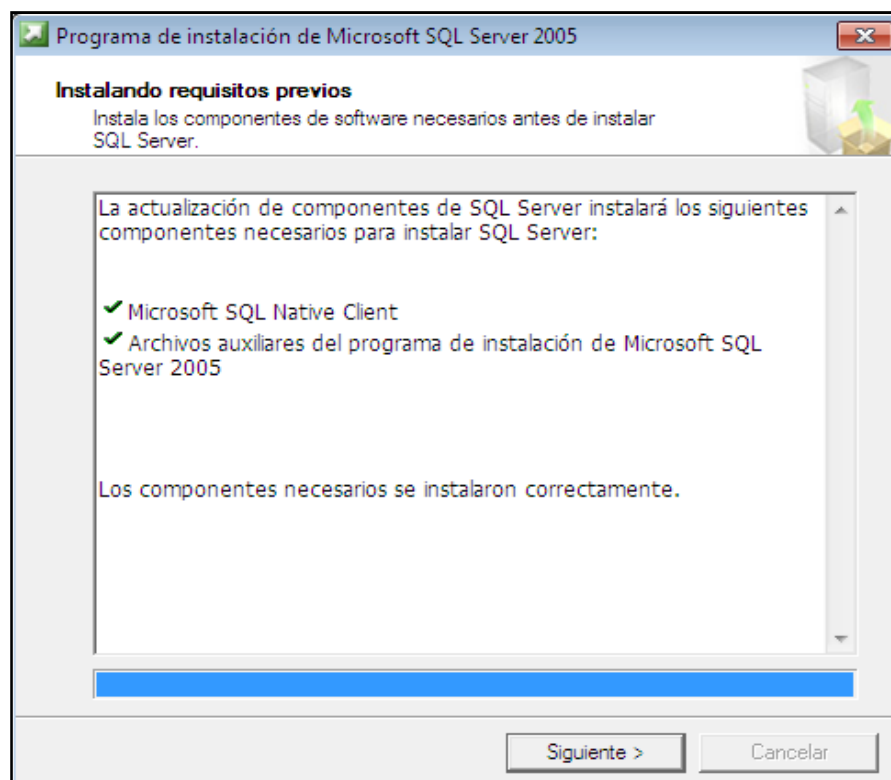 Programa de instalación de Microsoft SQL Server 2005
Instalando requisitos previos
Instala los componentes de software necesarios antes de instalar
SQL Server.
La actualización de componentes de SQL Server instalará los siguientes
componentes necesarios para instalar SQL Server:
Microsoft SQL Native Client
Archivos auxiliares del programa de instalación de Microsoft SQL
Server 2005
Los componentes necesarios se instalaron correctamente.
Siguiente >
Cancelar